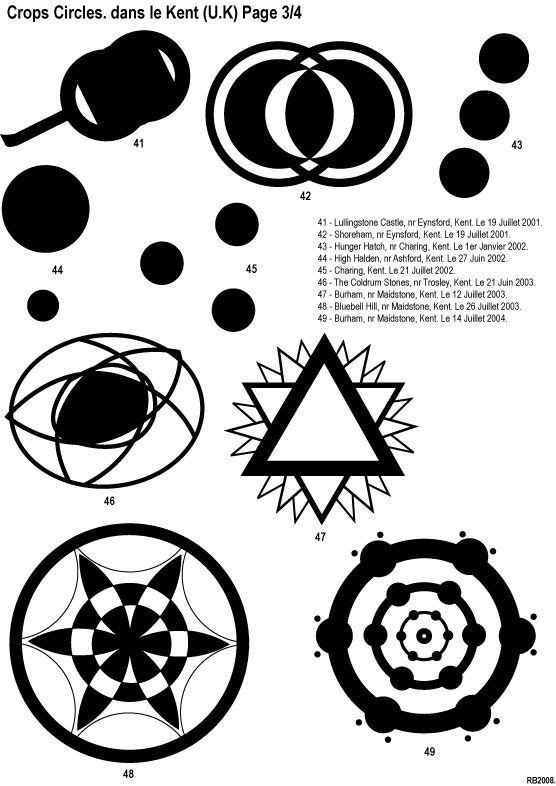 Crops Circles. dans le Kent (U.K) Page 3/4
41
42
43
44
45
41 - Lullingstone Castle, nr Eynsford, Kent. Le 19 Juillet 2001.
42 - Shoreham, nr Eynsford, Kent. Le 19 Juillet 2001.
43 - Hunger Hatch, nr Charing, Kent. Le 1er Janvier 2002.
44 - High Halden, nr Ashford, Kent. Le 27 Juin 2002.
45 - Charing, Kent. Le 21 Juillet 2002.
46 - The Coldrum Stones, nr Trosley, Kent. Le 21 Juin 2003.
47 - Burham, nr Maidstone, Kent. Le 12 Juillet 2003.
48 - Bluebell Hill, nr Maidstone, Kent. Le 26 Juillet 2003.
49 - Burham, nr Maidstone, Kent. Le 14 Juillet 2004.
46
47
48
49
RB2008.